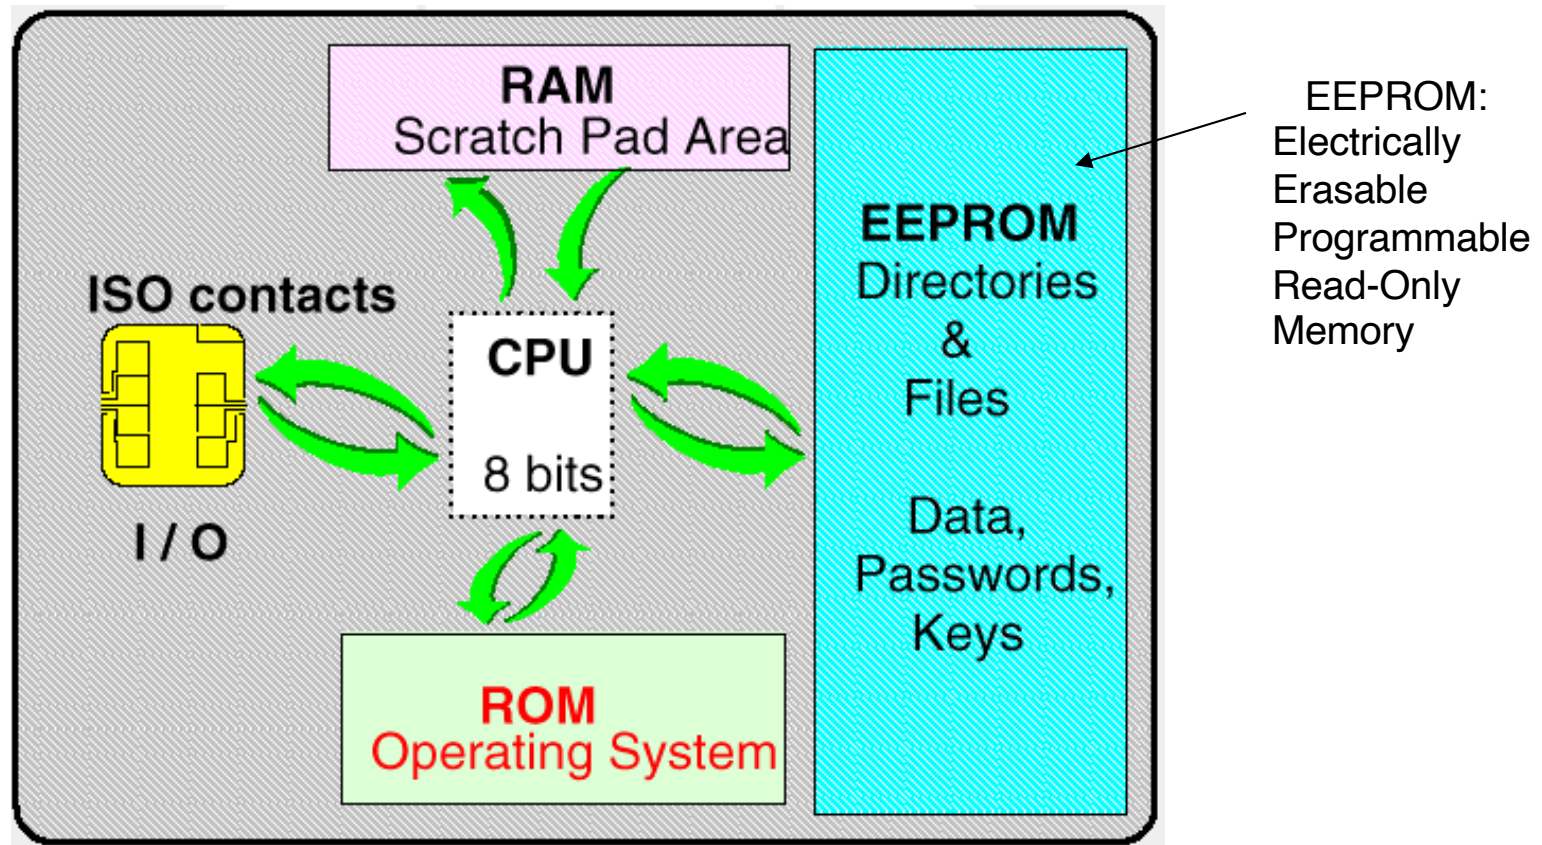 RAM
Scratch Pad Area
ISO contacts
I / O
CPU
8 bits
ROM
Operating System
EEPROM
Directories
&
Files
Data,
Passwords,
Keys
EEPROM:
Electrically
Erasable
Programmable
Read-Only
Memory